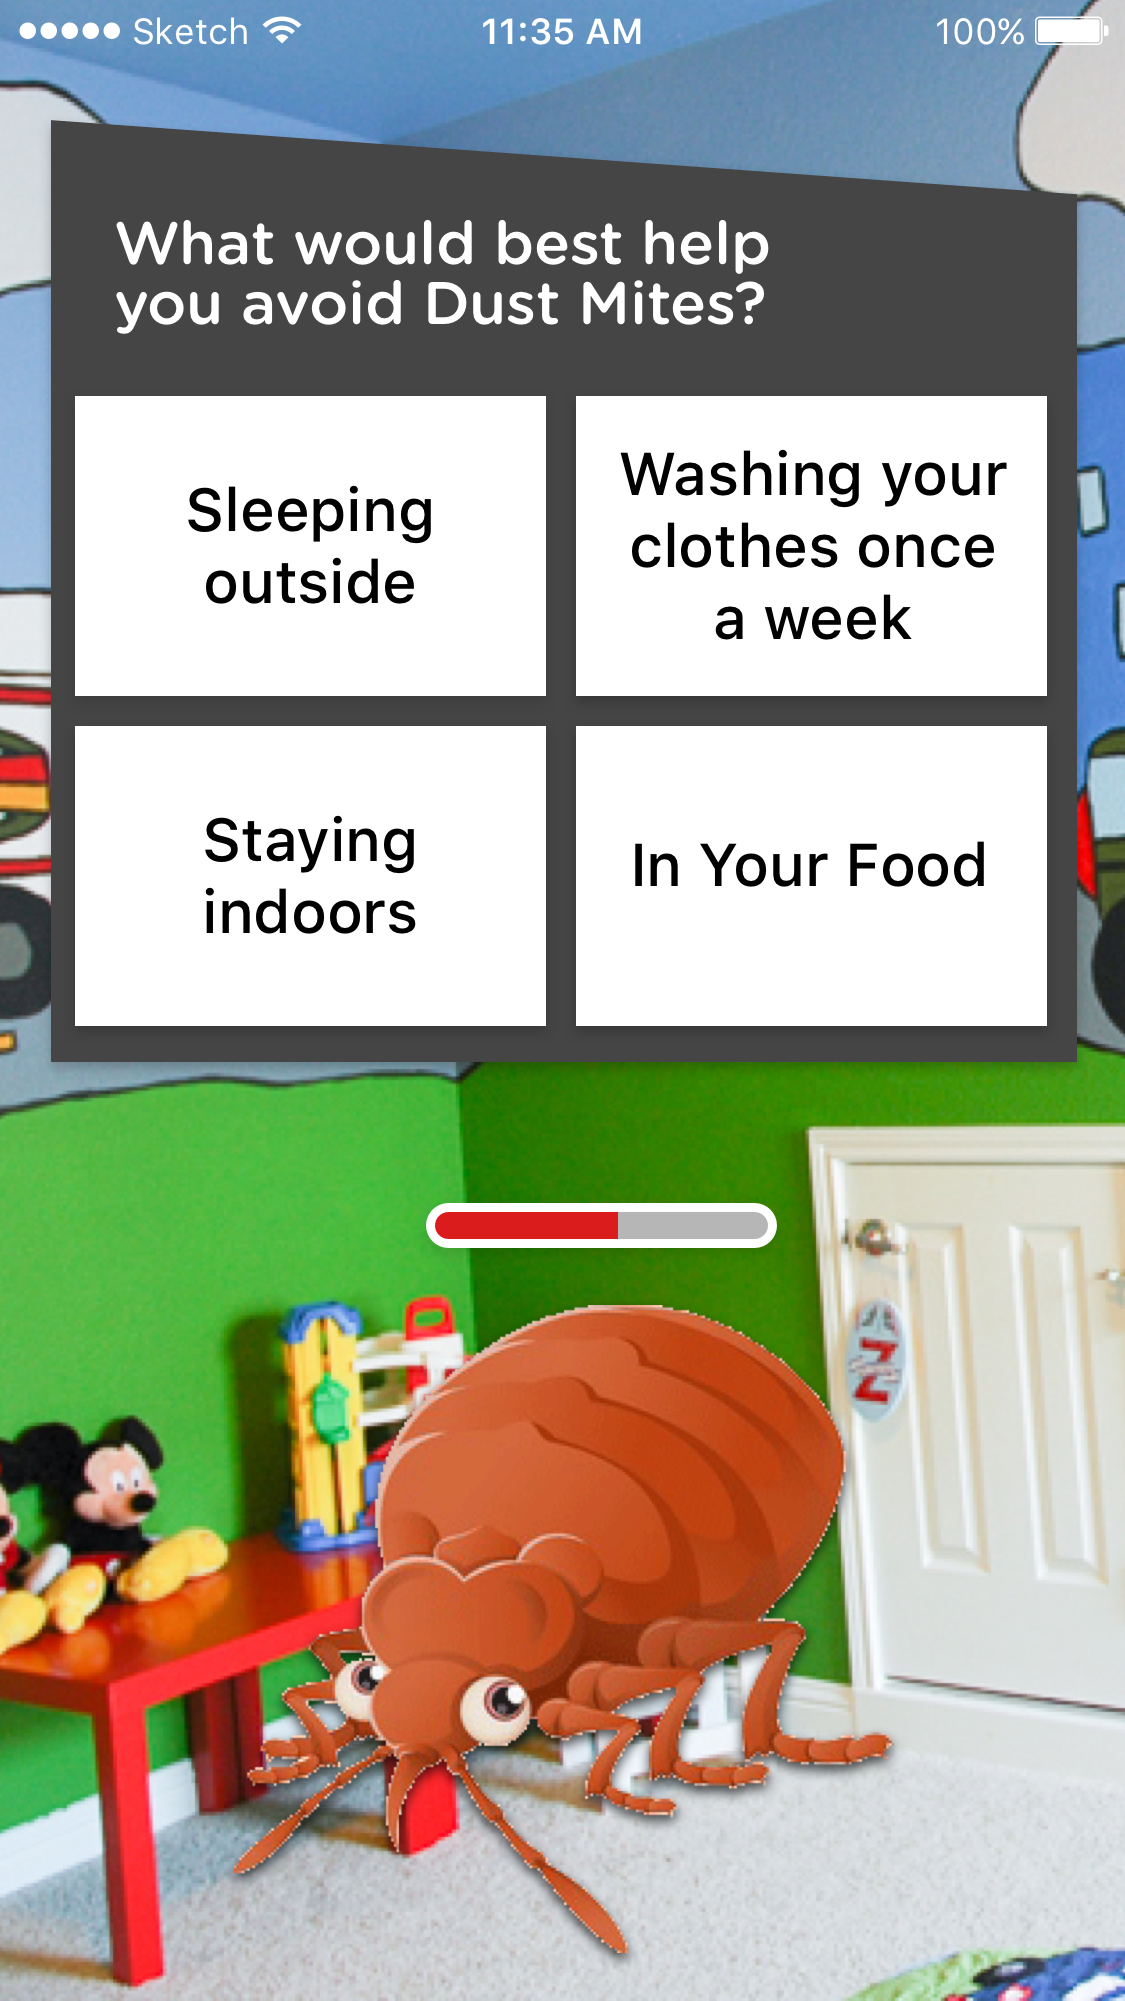 Sketch 11:35 AM 100%
What would best help
you avoid Dust Mites?
Sleeping
outside
Washing your
clothes once
a week
Staying
indoors
In Your Food